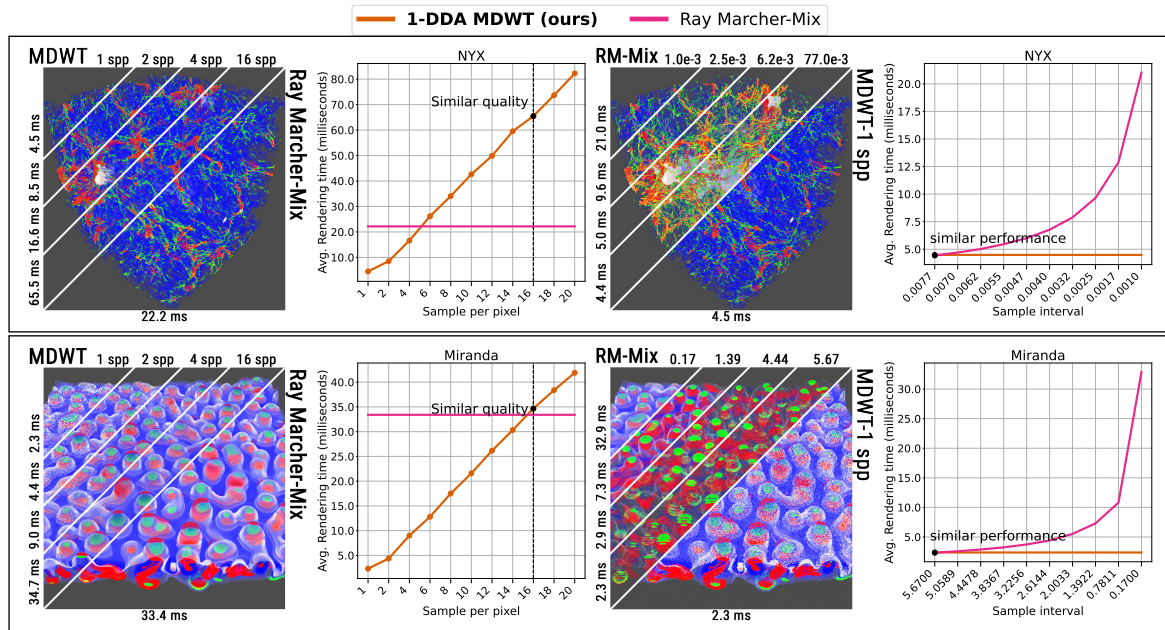 1-DDA MDWT (ours)
Ray Marcher-Mix
MDWT
1 spp
2 spp
4 spp
16 spp
4.5 ms
8.5 ms
16.6 ms
65.5 ms
22.2 ms
Ray Marcher-Mix
NYX
Avg. Rendering time (milliseconds)
80.0
70.0
60.0
50.0
40.0
30.0
20.0
10.0
Similar quality
1
2
4
6
8
10
12
14
16
18
20
Sample per pixel
RM-Mix
1.0e-3
2.5e-3
6.2e-3
77.0e-3
21.0 ms
9.6 ms
5.0 ms
4.4 ms
4.5 ms
MDWT-1 spp
NYX
Avg. Rendering time (milliseconds)
20.0
17.5
15.0
12.5
10.0
7.5
5.0
similar performance
0.0077
0.0070
0.0062
0.0055
0.0047
0.0040
0.0032
0.0025
0.0017
0.0010
Sample interval
MDWT
1 spp
2 spp
4 spp
16 spp
2.3 ms
4.4 ms
9.0 ms
34.7 ms
33.4 ms
Ray Marcher-Mix
Miranda
Avg. Rendering time (milliseconds)
40.0
35.0
30.0
25.0
20.0
15.0
10.0
5.0
Similar quality
1
2
4
6
8
10
12
14
16
18
20
Sample per pixel
RM-Mix
0.17
1.39
4.44
5.67
32.9 ms
7.3 ms
2.9 ms
2.3 ms
2.3 ms
MDWT-1 spp
Miranda
Avg. Rendering time (milliseconds)
30.0
25.0
20.0
15.0
10.0
5.0
similar performance
5.6700
5.0589
4.4478
3.8367
3.2256
2.6144
2.0033
1.3922
0.7811
0.1700
Sample interval